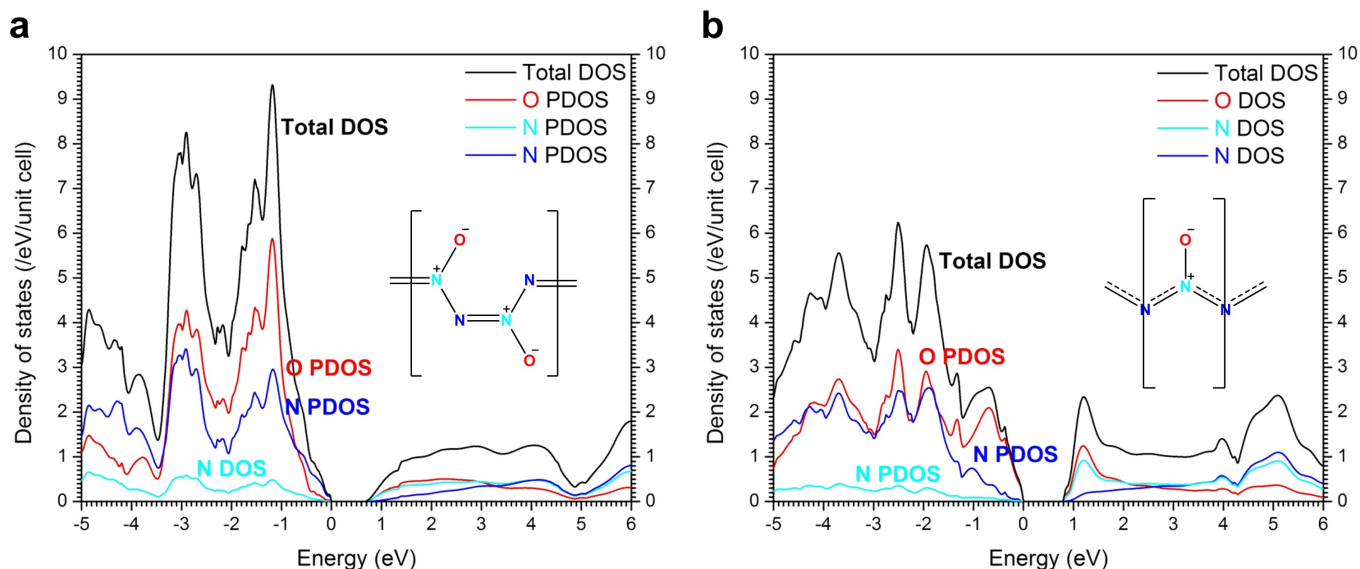 a
Density of states (/eV/unit cell)
10
9
8
7
6
5
4
3
2
1
0
-5 -4 -3 -2 -1 0 1 2 3 4 5 6
Energy (eV)
10
9
8
7
6
5
4
3
2
1
0
Total DOS
O PDOS
N PDOS
N PDOS
Total DOS
O PDOS
N PDOS
N DOS
O −
+ N N
N + N
O −
b
Density of states (/eV/unit cell)
10
9
8
7
6
5
4
3
2
1
0
-5 -4 -3 -2 -1 0 1 2 3 4 5 6
Energy (eV)
10
9
8
7
6
5
4
3
2
1
0
Total DOS
O DOS
N DOS
N DOS
Total DOS
O PDOS
N PDOS
N PDOS
O −
+
N
N N